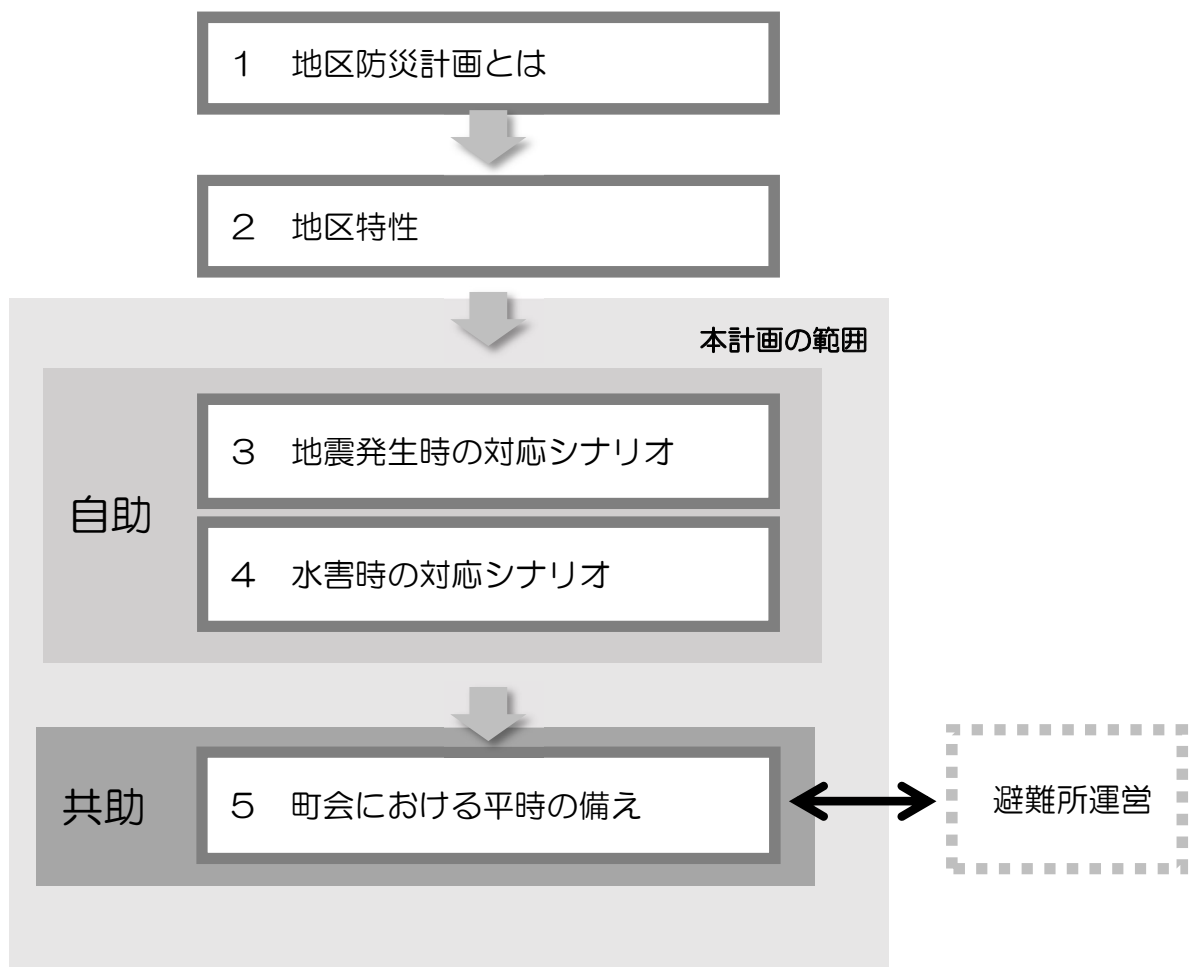 １　地区防災計画とは
２　地区特性
本計画の範囲
自助
３　地震発生時の対応シナリオ
４　水害時の対応シナリオ
共助
５　町会における平時の備え
避難所運営